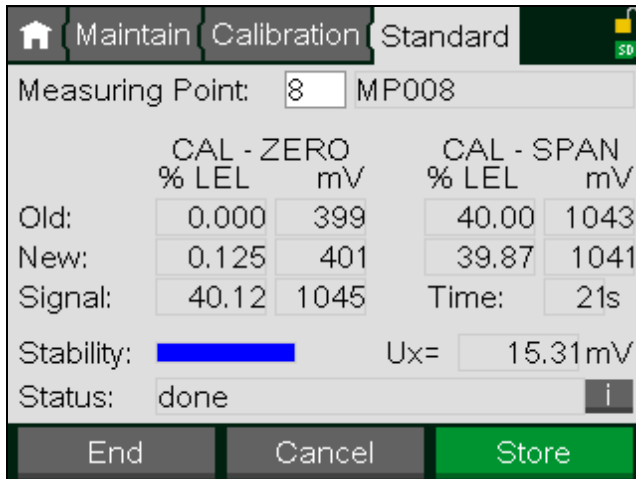 Maintain Calibration Standard
SD
Measuring Point: 8 MP008
CAL - ZERO CAL - SPAN
% LEL mV % LEL mV
Old: 0.000 399 40.00 1043
New: 0.125 401 39.87 1041
Signal: 40.12 1045 Time: 21s
Stability: Ux= 15.31mV
Status: done i
End Cancel Store